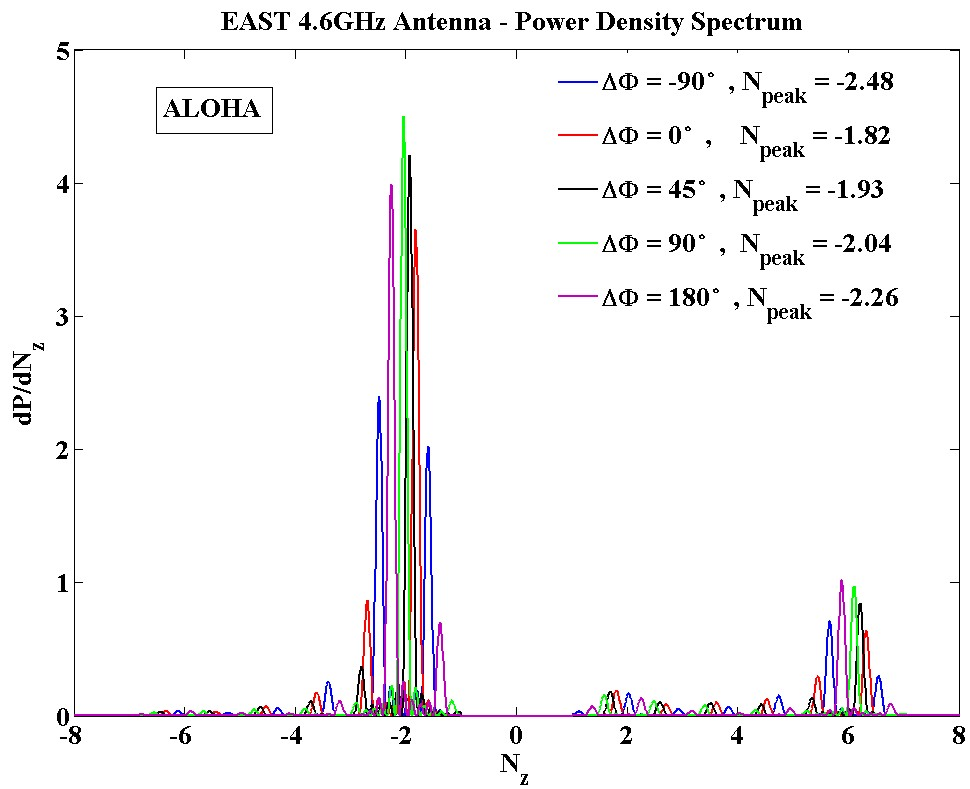 EAST 4.6GHz Antenna - Power Density Spectrum
ALOHA
ΔΦ = -90° , Npeak = -2.48
ΔΦ = 0° , Npeak = -1.82
ΔΦ = 45° , Npeak = -1.93
ΔΦ = 90° , Npeak = -2.04
ΔΦ = 180° , Npeak = -2.26
5
4
3
2
1
0
dP/dNz
-8 -6 -4 -2 0 2 4 6 8
Nz